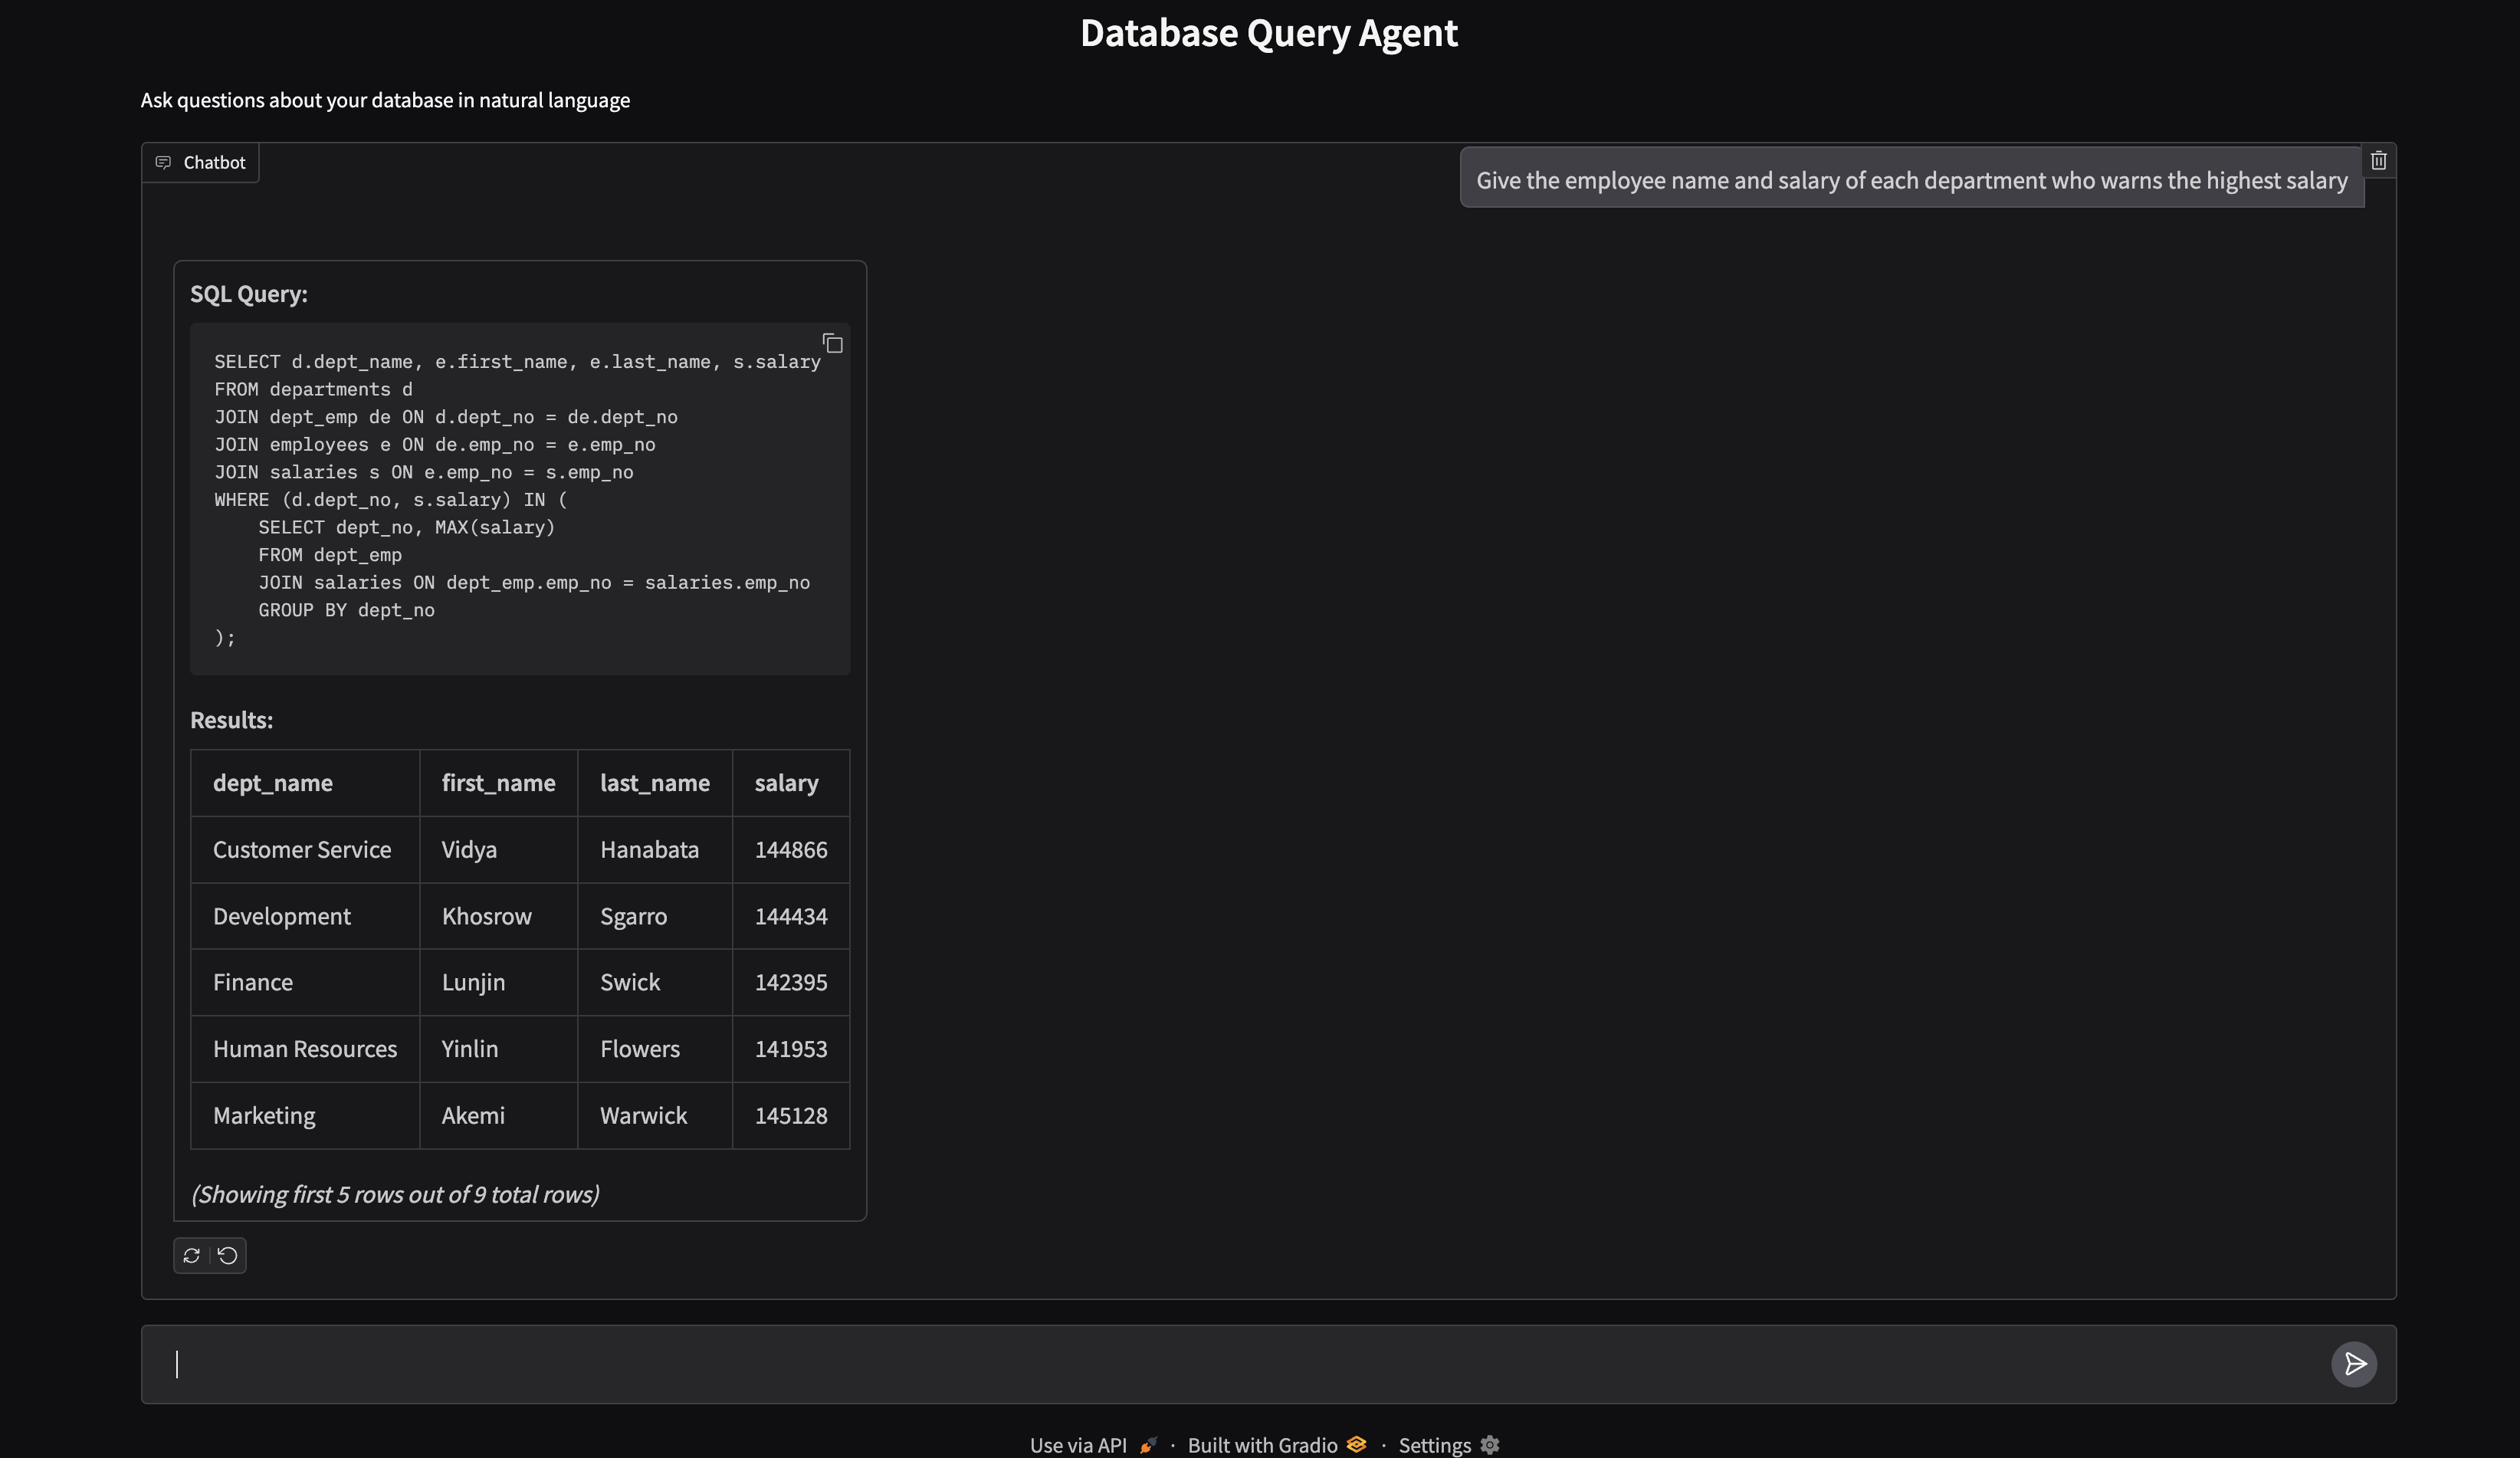 Database Query Agent
Ask questions about your database in natural language
Chatbot
Give the employee name and salary of each department who warns the highest salary
SQL Query:
SELECT d.dept_name, e.first_name, e.last_name, s.salary
FROM departments d
JOIN dept_emp de ON d.dept_no = de.dept_no
JOIN employees e ON de.emp_no = e.emp_no
JOIN salaries s ON e.emp_no = s.emp_no
WHERE (d.dept_no, s.salary) IN (
    SELECT dept_no, MAX(salary)
    FROM dept_emp
    JOIN salaries ON dept_emp.emp_no = salaries.emp_no
    GROUP BY dept_no
);
Results:
dept_name first_name last_name salary
Customer Service Vidya Hanabata 144866
Development Khosrow Sgarro 144434
Finance Lunjin Swick 142395
Human Resources Yinlin Flowers 141953
Marketing Akemi Warwick 145128
(Showing first 5 rows out of 9 total rows)
Use via API · Built with Gradio · Settings